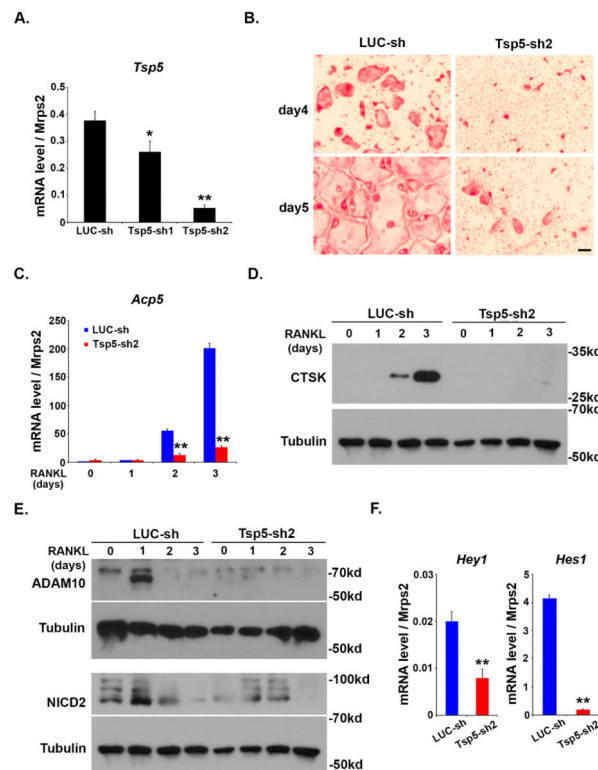 A.
Tsp5
mRNA level / Mrps2
0.4
0.3
0.2
0.1
0
*
**
LUC-sh Tsp5-sh1 Tsp5-sh2
B.
LUC-sh Tsp5-sh2
day4
day5
C.
Acp5
mRNA level / Mrps2
250
200
150
100
50
0
LUC-sh
Tsp5-sh2
** **
RANKL 0 1 2 3
(days)
D.
LUC-sh Tsp5-sh2
RANKL 0 1 2 3 0 1 2 3
(days)
-35kd
CTSK
-25kd
-70kd
Tubulin
-50kd
E.
LUC-sh Tsp5-sh2
RANKL 0 1 2 3 0 1 2 3
(days)
-70kd
ADAM10
-50kd
Tubulin
-50kd
-100kd
NICD2
-70kd
Tubulin
-50kd
F.
Hey1
mRNA level / Mrps2
0.03
0.02
0.01
0
**
LUC-sh
Tsp5-sh2
Hes1
mRNA level / Mrps2
5
4
3
2
1
0
**
LUC-sh
Tsp5-sh2